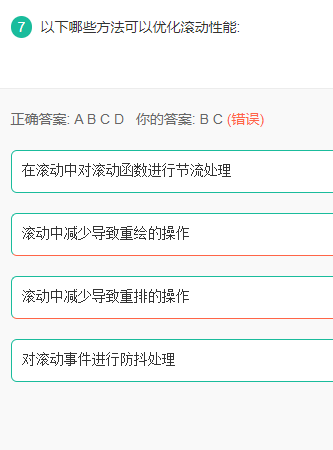 7 以下哪些方法可以优化滚动性能:
正确答案: A B C D 你的答案: B C (错误)
在滚动中对滚动函数进行节流处理
滚动中减少导致重绘的操作
滚动中减少导致重排的操作
对滚动事件进行防抖处理